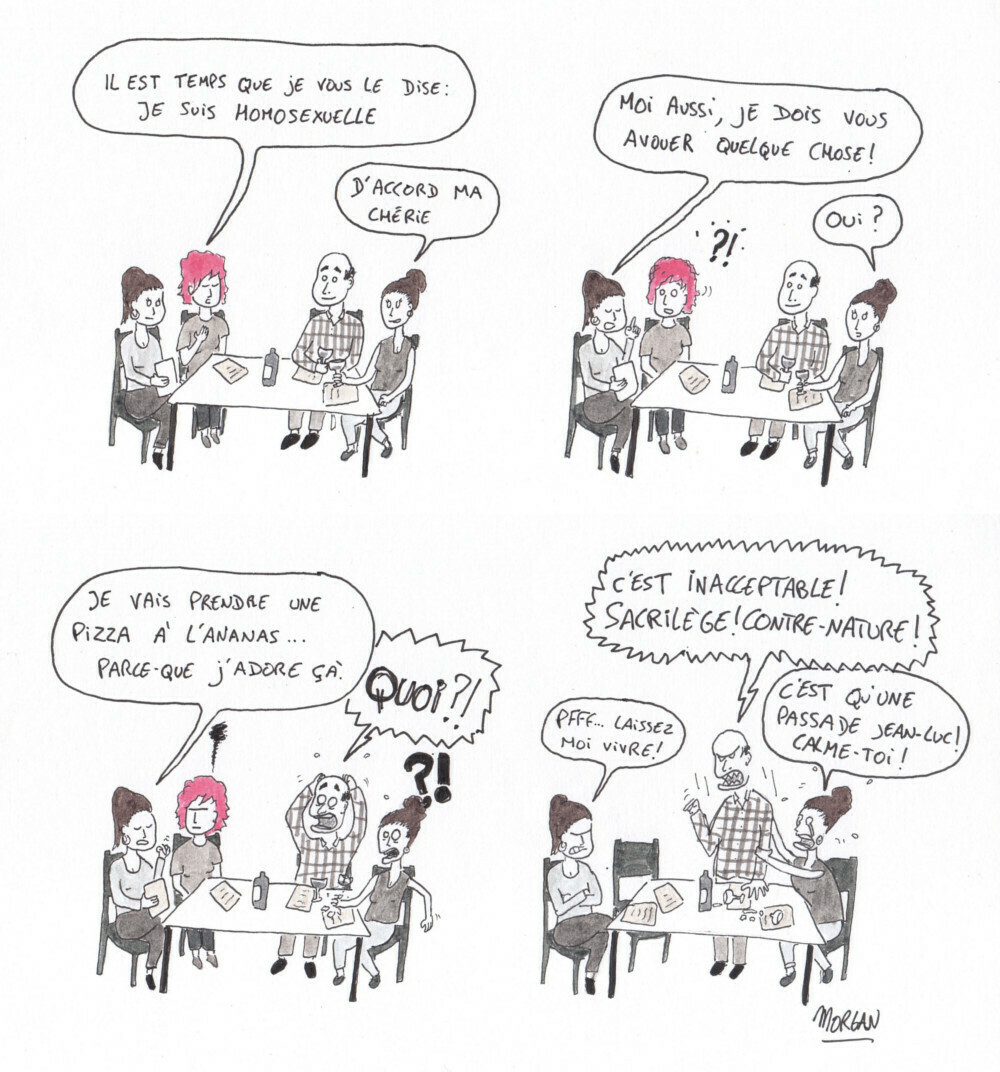 IL EST TEMPS QUE JE VOUS LE DISE:
JE SUIS HOMOSEXUELLE
D'ACCORD MA
CHÉRIE
MOI AUSSI, JE DOIS VOUS
AVOUER QUELQUE CHOSE!
?!
OUI ?
JE VAIS PRENDRE UNE
PIZZA À L'ANANAS...
PARCE-QUE J'ADORE ÇÀ.
QUOI?!
?!
C'EST INACCEPTABLE!
SACRILÈGE! CONTRE-NATURE!
PFFF... LAISSEZ
MOI VIVRE!
C'EST QU'UNE
PASSADE JEAN-LUC!
CALME-TOI!
MORGAN